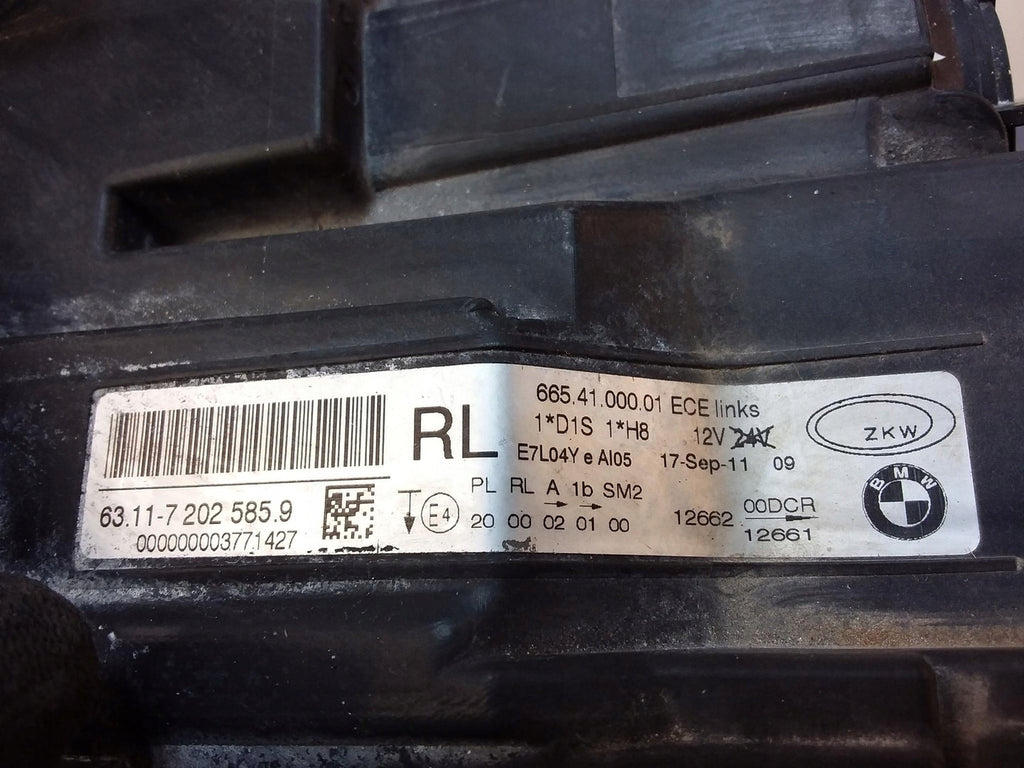 63.11-7 202 585.9
000000003771427
RL
665.41.000.01 ECE links
1*D1S 1*H8 12V 24V
E7L04Y e AI05 17-Sep-11 09
PL RL A 1b SM2
E4 20 00 02 01 00
12662 00DCR
12661
ZKW
BMW